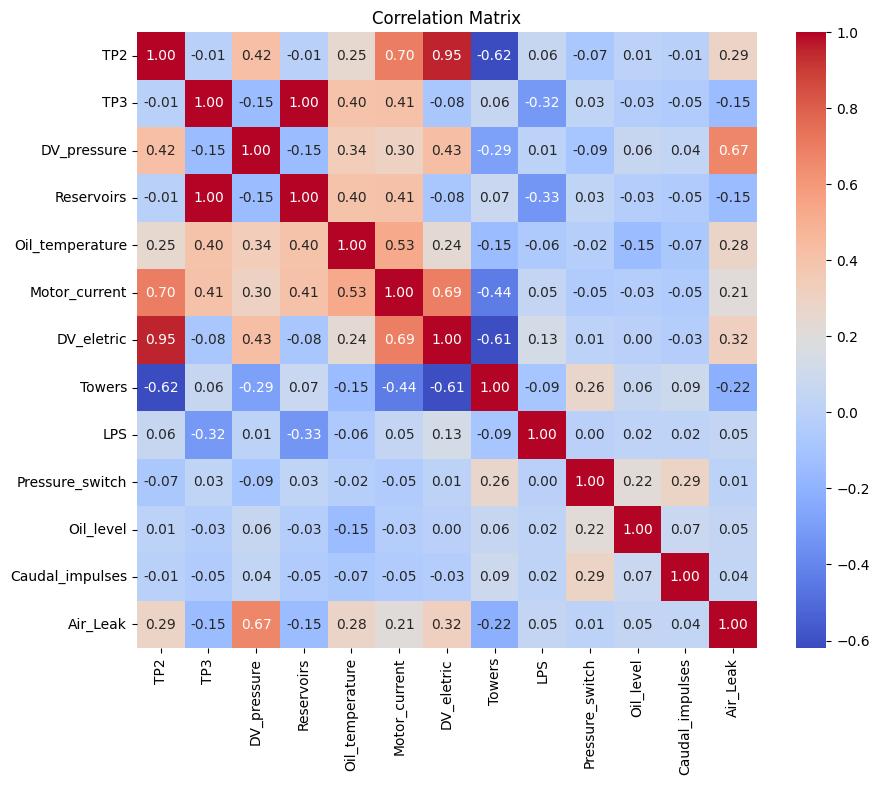 Correlation Matrix
TP2 1.00 -0.01 0.42 -0.01 0.25 0.70 0.95 -0.62 0.06 -0.07 0.01 -0.01 0.29
TP3 -0.01 1.00 -0.15 1.00 0.40 0.41 -0.08 0.06 -0.32 0.03 -0.03 -0.05 -0.15
DV_pressure 0.42 -0.15 1.00 -0.15 0.34 0.30 0.43 -0.29 0.01 -0.09 0.06 0.04 0.67
Reservoirs -0.01 1.00 -0.15 1.00 0.40 0.41 -0.08 0.07 -0.33 0.03 -0.03 -0.05 -0.15
Oil_temperature 0.25 0.40 0.34 0.40 1.00 0.53 0.24 -0.15 -0.06 -0.02 -0.15 -0.07 0.28
Motor_current 0.70 0.41 0.30 0.41 0.53 1.00 0.69 -0.44 0.05 -0.05 -0.03 -0.05 0.21
DV_eletric 0.95 -0.08 0.43 -0.08 0.24 0.69 1.00 -0.61 0.13 0.01 0.00 -0.03 0.32
Towers -0.62 0.06 -0.29 0.07 -0.15 -0.44 -0.61 1.00 -0.09 0.26 0.06 0.09 -0.22
LPS 0.06 -0.32 0.01 -0.33 -0.06 0.05 0.13 -0.09 1.00 0.00 0.02 0.02 0.05
Pressure_switch -0.07 0.03 -0.09 0.03 -0.02 -0.05 0.01 0.26 0.00 1.00 0.22 0.29 0.01
Oil_level 0.01 -0.03 0.06 -0.03 -0.15 -0.03 0.00 0.06 0.02 0.22 1.00 0.07 0.05
Caudal_impulses -0.01 -0.05 0.04 -0.05 -0.07 -0.05 -0.03 0.09 0.02 0.29 0.07 1.00 0.04
Air_Leak 0.29 -0.15 0.67 -0.15 0.28 0.21 0.32 -0.22 0.05 0.01 0.05 0.04 1.00
TP2
TP3
DV_pressure
Reservoirs
Oil_temperature
Motor_current
DV_eletric
Towers
LPS
Pressure_switch
Oil_level
Caudal_impulses
Air_Leak
1.0
0.8
0.6
0.4
0.2
0.0
−0.2
−0.4
−0.6